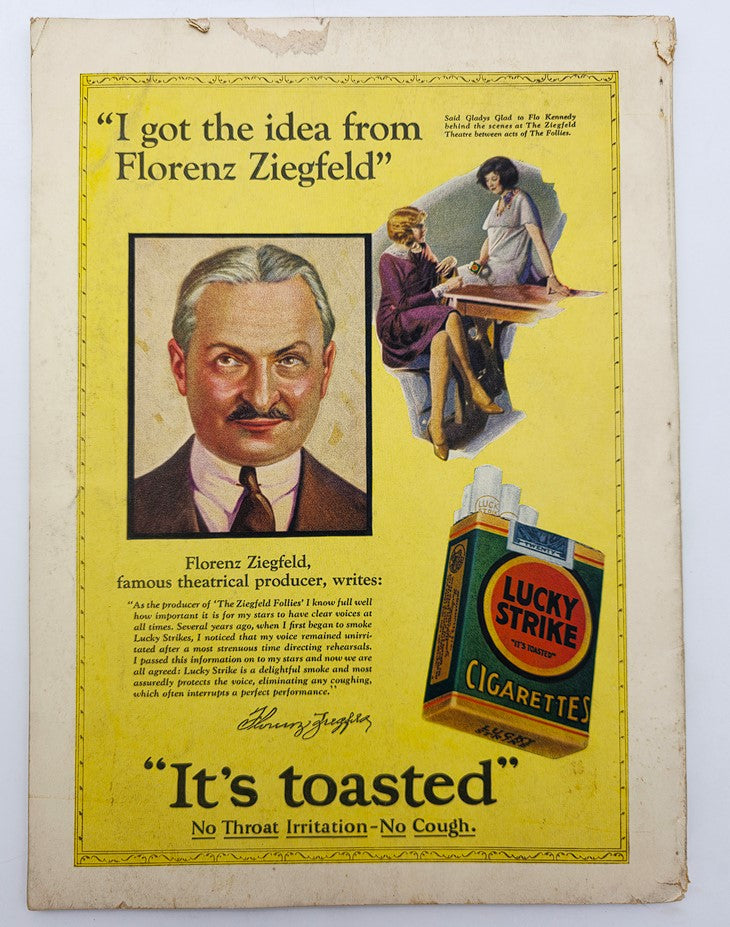 "I got the idea from
Florenz Ziegfeld"
Said Gladys Glad to Flo Kennedy
behind the scenes at The Ziegfeld
Theatre between acts of The Follies.
Florenz Ziegfeld,
famous theatrical producer, writes:
"As the producer of 'The Ziegfeld Follies' I know full well
how important it is for my stars to have clear voices at
all times. Several years ago, when I first began to smoke
Lucky Strikes, I noticed that my voice remained unirri-
tated after a most strenuous time directing rehearsals.
I passed this information on to my stars and now we are
all agreed: Lucky Strike is a delightful smoke and most
assuredly protects the voice, eliminating any coughing,
which often interrupts a perfect performance."
Florenz Ziegfeld
LUCKY
STRIKE
TWENTY
LUCKY
STRIKE
"IT'S TOASTED"
CIGARETTES
LUCKY
STRIKE
"It's toasted"
No Throat Irritation-No Cough.